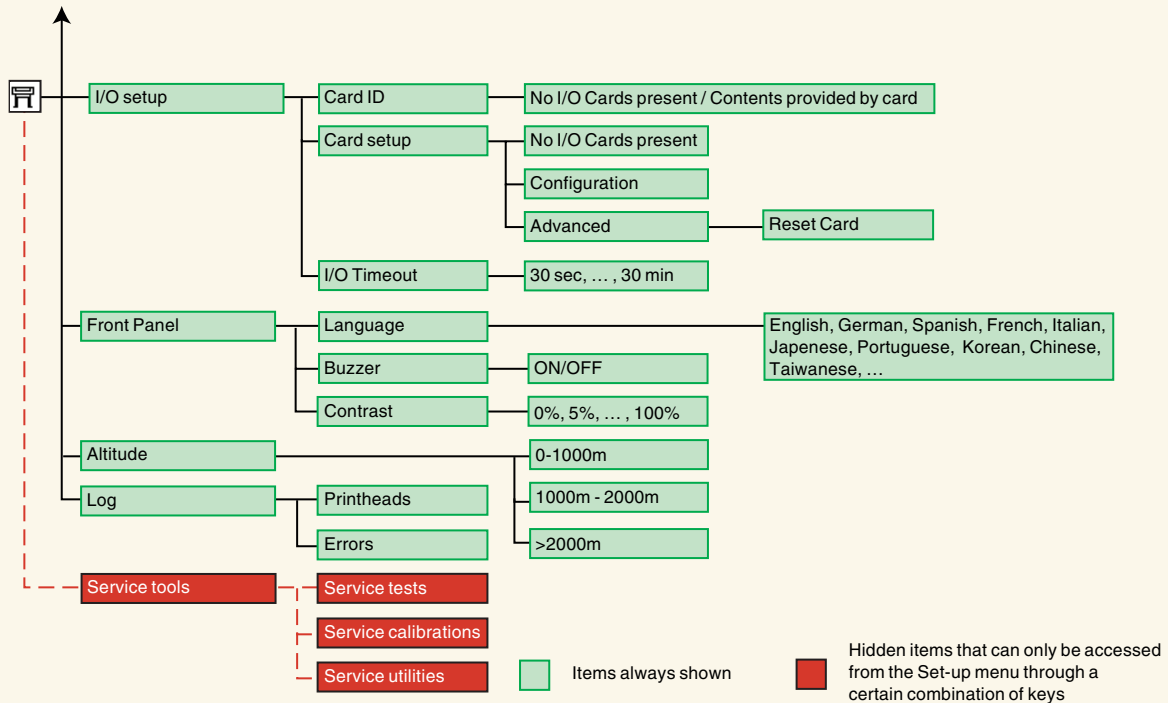 I/O setup
Card ID
No I/O Cards present / Contents provided by card
Card setup
No I/O Cards present
Configuration
Advanced
Reset Card
I/O Timeout
30 sec, … , 30 min
Front Panel
Language
English, German, Spanish, French, Italian,
Japenese, Portuguese, Korean, Chinese,
Taiwanese, …
Buzzer
ON/OFF
Contrast
0%, 5%, … , 100%
Altitude
0-1000m
Log
Printheads
1000m - 2000m
Errors
>2000m
Service tools
Service tests
Service calibrations
Service utilities
Items always shown
Hidden items that can only be accessed
from the Set-up menu through a
certain combination of keys